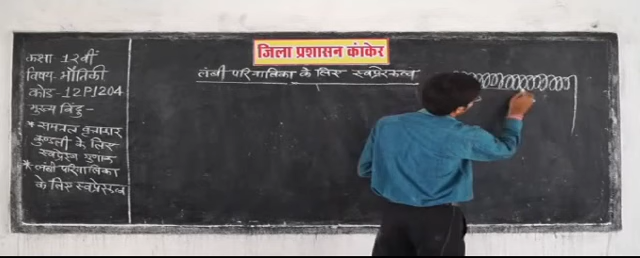 जिला प्रशासन कांकेर
कक्षा 12वीं
विषय - भौतिकी
कोड - 12P1204
मुख्य बिंदु -
* समतल वृत्ताकार
कुण्डली के लिए
स्वप्रेरण गुणांक
* लंबी परिनालिका
के लिए स्वप्रेरकत्व
लंबी परिनालिका के लिए स्वप्रेरकत्व